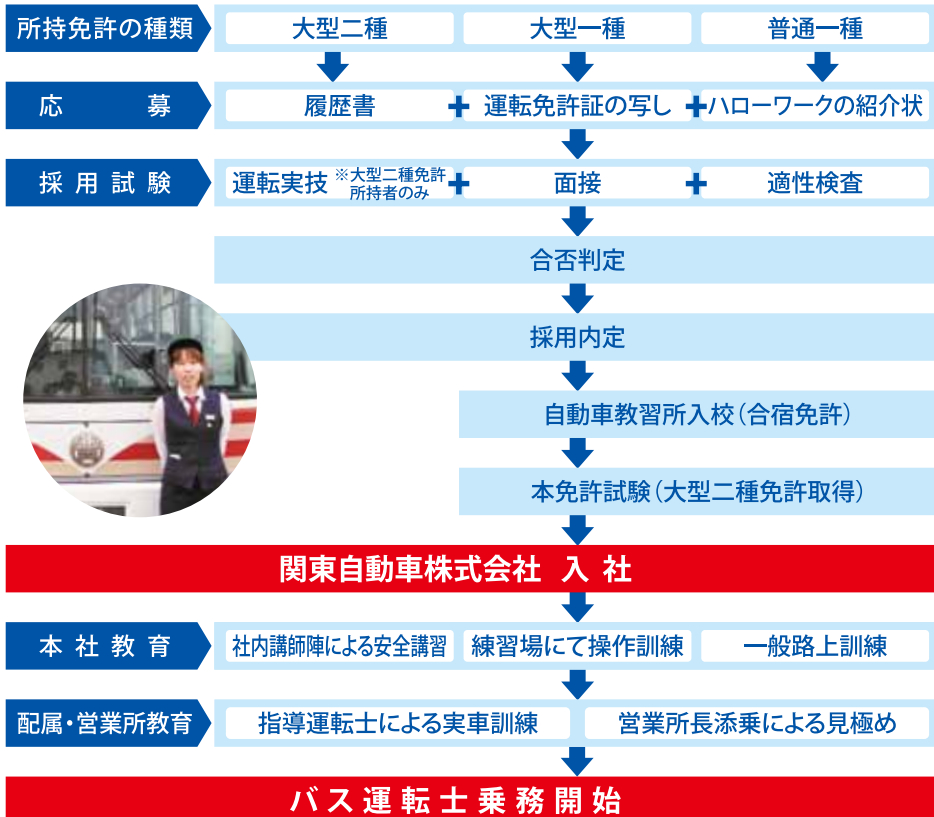 所持免許の種類 大型二種 大型一種 普通一種
応募 履歴書 + 運転免許証の写し + ハローワークの紹介状
採用試験 運転実技 ※大型二種免許所持者のみ + 面接 + 適性検査
合否判定
採用内定
自動車教習所入校(合宿免許)
本免許試験(大型二種免許取得)
関東自動車株式会社 入社
本社教育 社内講師陣による安全講習 練習場にて操作訓練 一般路上訓練
配属・営業所教育 指導運転士による実車訓練 営業所長添乗による見極め
バス運転士乗務開始